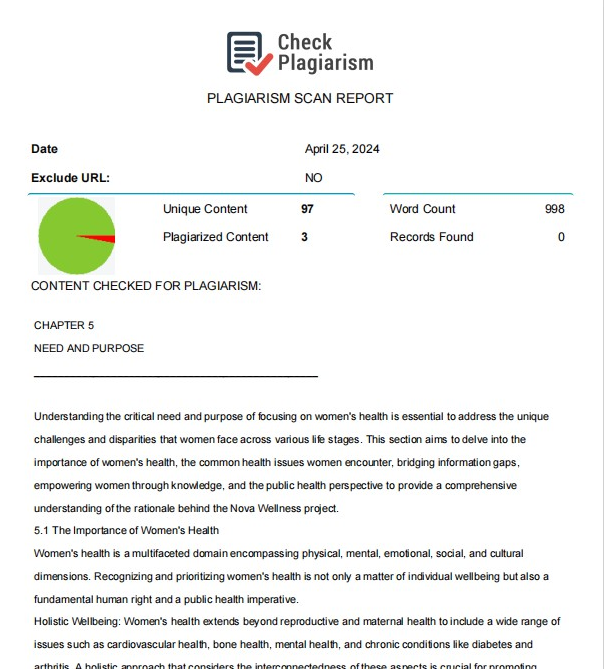 Check
Plagiarism
PLAGIARISM SCAN REPORT
Date April 25, 2024
Exclude URL: NO
Unique Content 97 Word Count 998
Plagiarized Content 3 Records Found 0
CONTENT CHECKED FOR PLAGIARISM:
CHAPTER 5
NEED AND PURPOSE
Understanding the critical need and purpose of focusing on women's health is essential to address the unique
challenges and disparities that women face across various life stages. This section aims to delve into the
importance of women's health, the common health issues women encounter, bridging information gaps,
empowering women through knowledge, and the public health perspective to provide a comprehensive
understanding of the rationale behind the Nova Wellness project.
5.1 The Importance of Women's Health
Women's health is a multifaceted domain encompassing physical, mental, emotional, social, and cultural
dimensions. Recognizing and prioritizing women's health is not only a matter of individual wellbeing but also a
fundamental human right and a public health imperative.
Holistic Wellbeing: Women's health extends beyond reproductive and maternal health to include a wide range of
issues such as cardiovascular health, bone health, mental health, and chronic conditions like diabetes and
arthritis. A holistic approach that considers the interconnectedness of these aspects is crucial for promoting